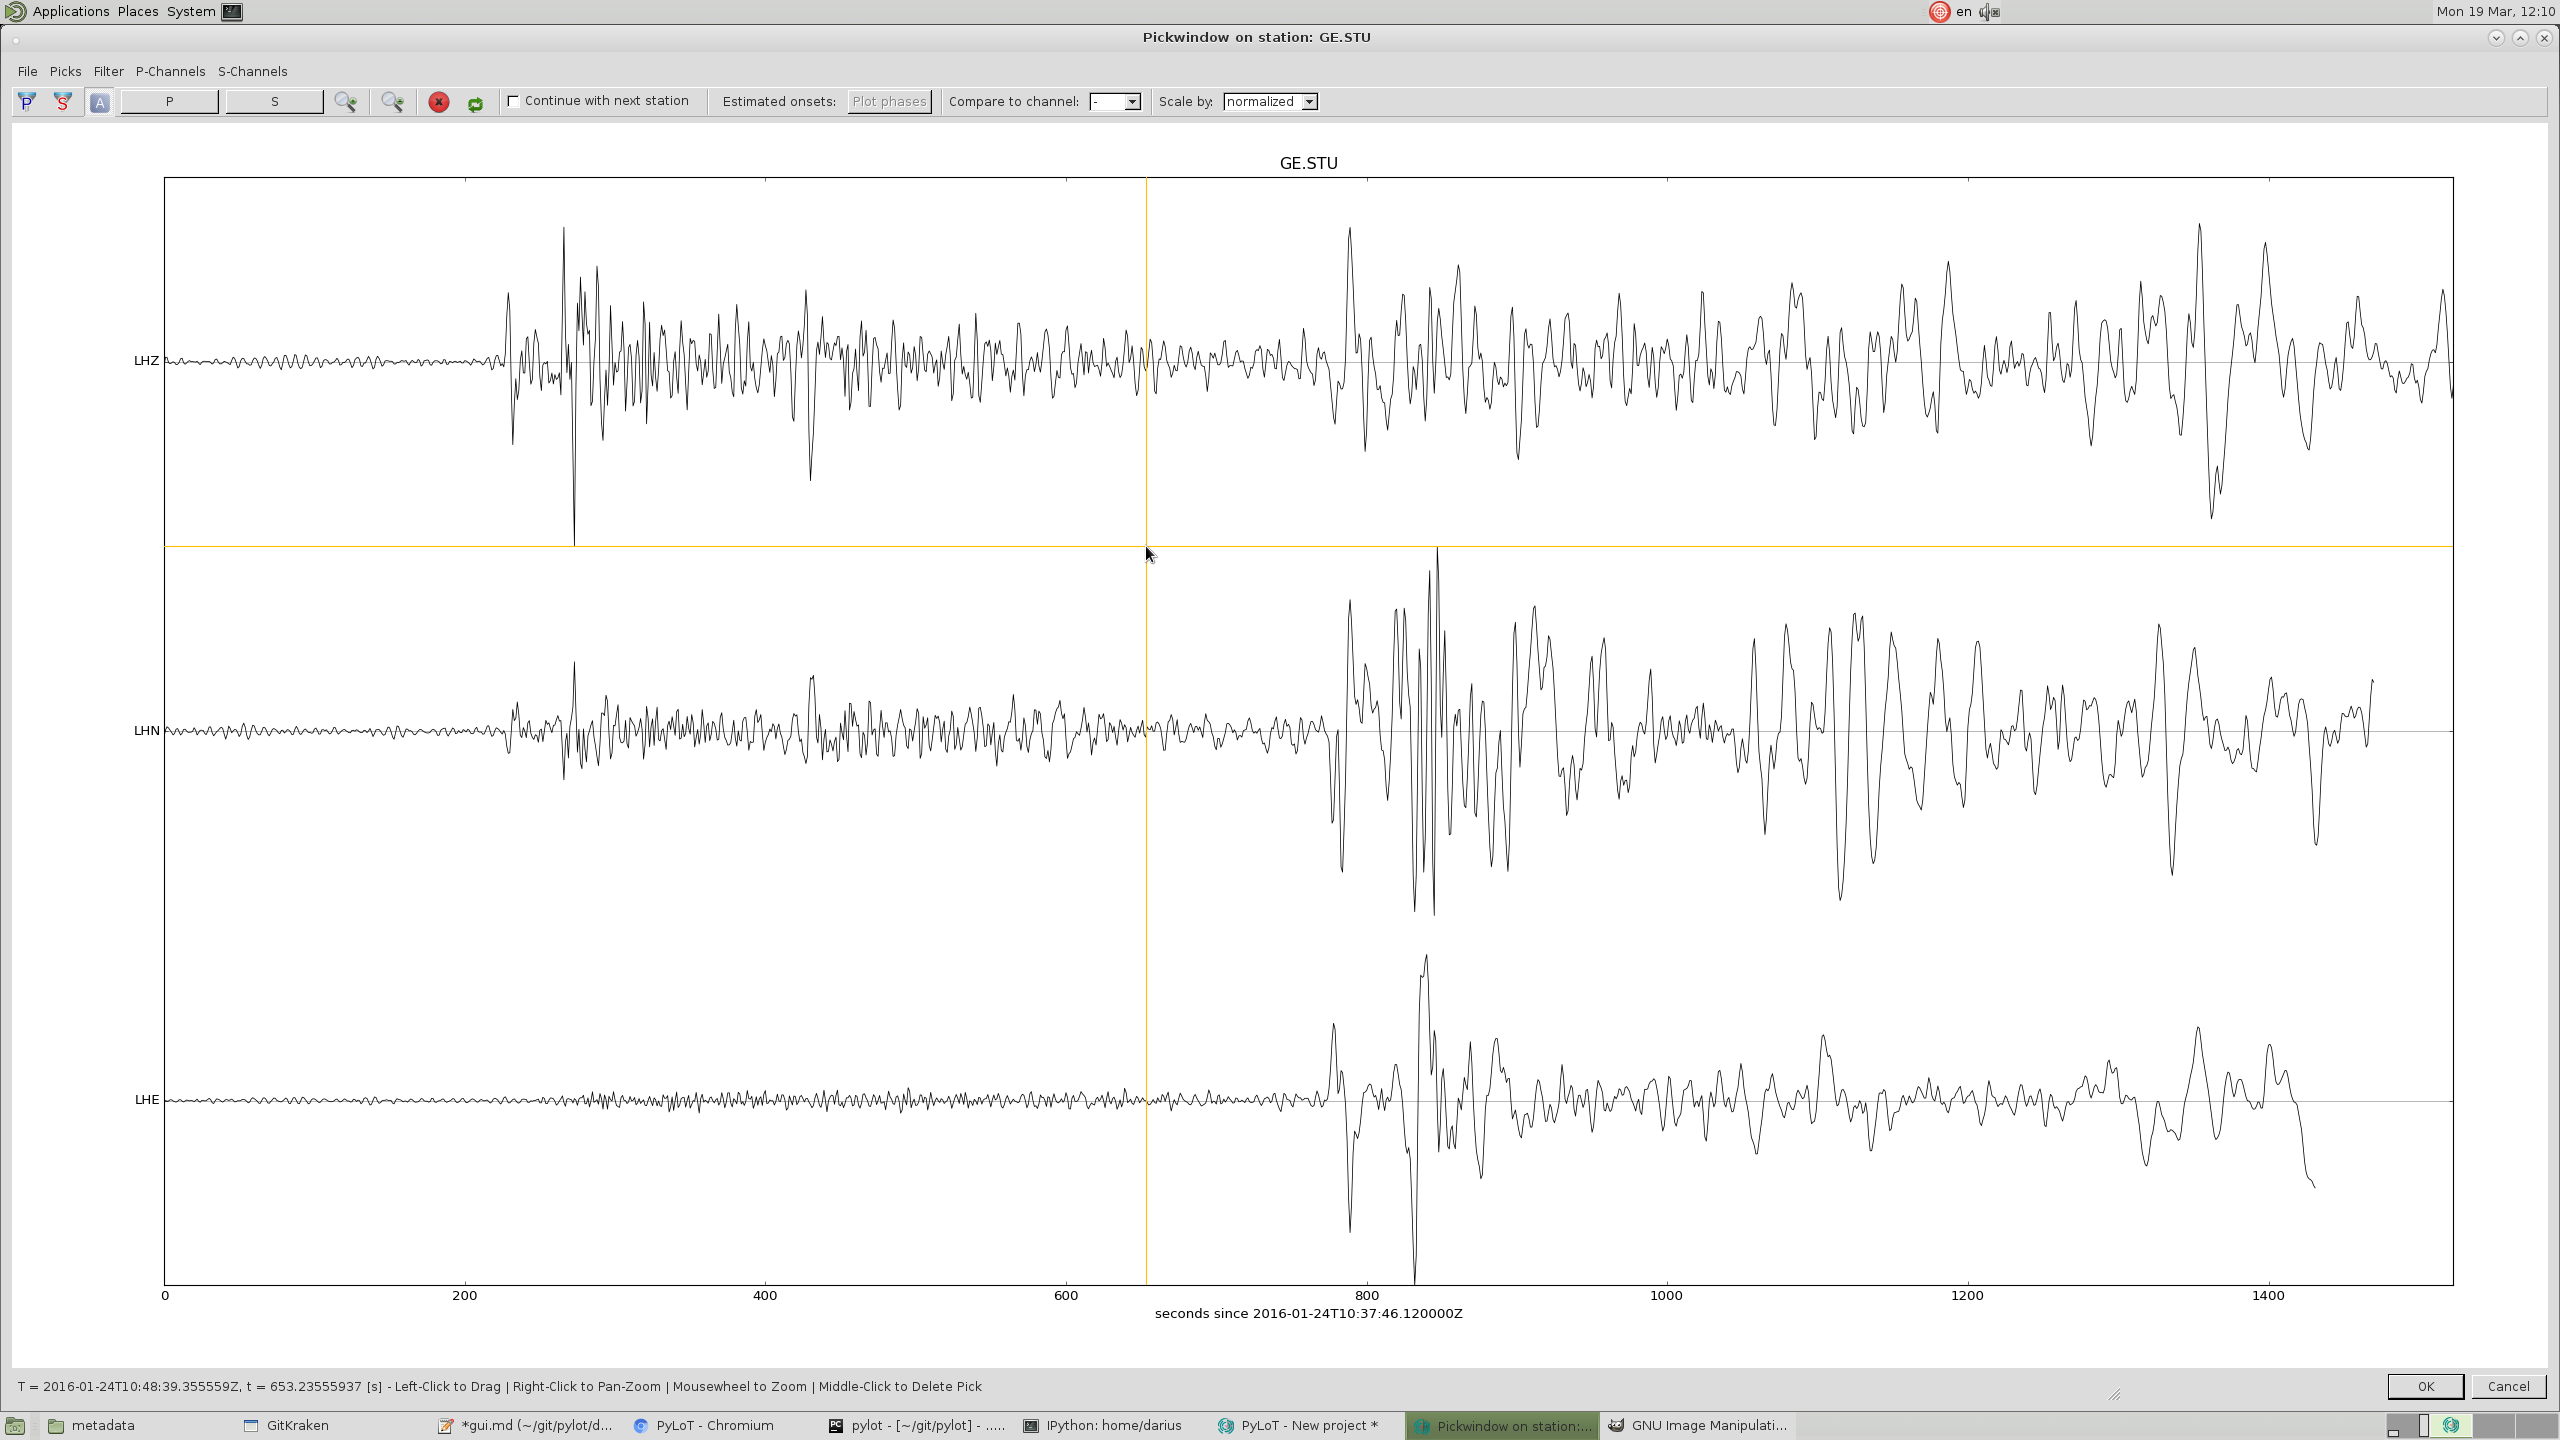 Applications Places System en Mon 19 Mar, 12:10
Pickwindow on station: GE.STU
File Picks Filter P-Channels S-Channels
P S A P S Continue with next station Estimated onsets: Plot phases Compare to channel: - Scale by: normalized
GE.STU
LHZ
LHN
LHE
0 200 400 600 800 1000 1200 1400
seconds since 2016-01-24T10:37:46.120000Z
T = 2016-01-24T10:48:39.355559Z, t = 653.23555937 [s] - Left-Click to Drag | Right-Click to Pan-Zoom | Mousewheel to Zoom | Middle-Click to Delete Pick OK Cancel
metadata GitKraken *gui.md (~/git/pylot/d... PyLoT - Chromium PC pylot - [~/git/pylot] - ..... IPython: home/darius PyLoT - New project * Pickwindow on station:... GNU Image Manipulati...